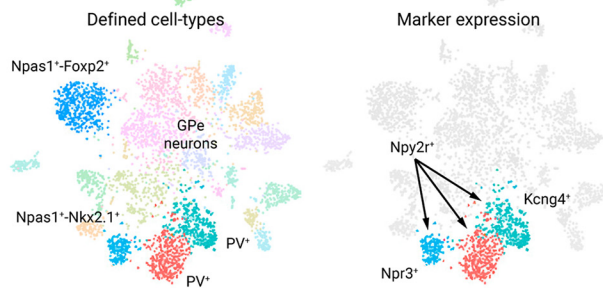 Defined cell-types
Npas1⁺-Foxp2⁺
GPe
neurons
Npas1⁺-Nkx2.1⁺
PV⁺
PV⁺
Marker expression
Npy2r⁺
Kcng4⁺
Npr3⁺